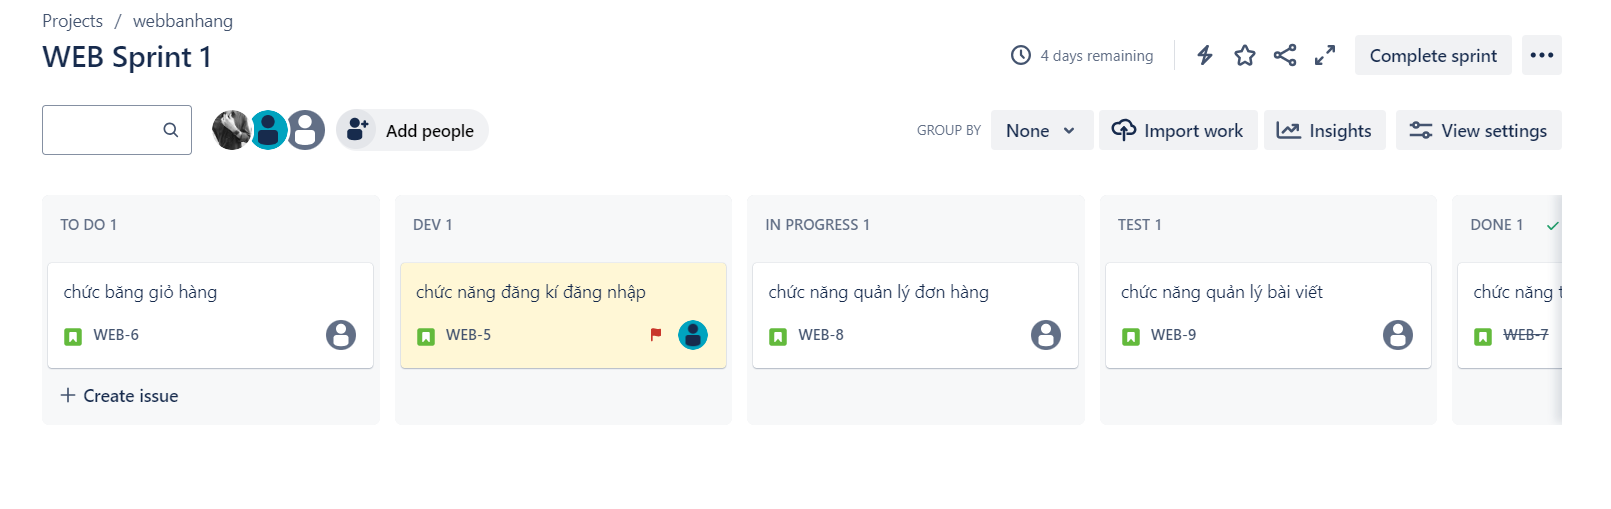 Projects / webbanhang
WEB Sprint 1
4 days remaining
Complete sprint
Add people
GROUP BY
None
Import work
Insights
View settings
TO DO 1
chức băng giỏ hàng
WEB-6
+ Create issue
DEV 1
chức năng đăng kí đăng nhập
WEB-5
IN PROGRESS 1
chức năng quản lý đơn hàng
WEB-8
TEST 1
chức năng quản lý bài viết
WEB-9
DONE 1
chức năng
WEB-7